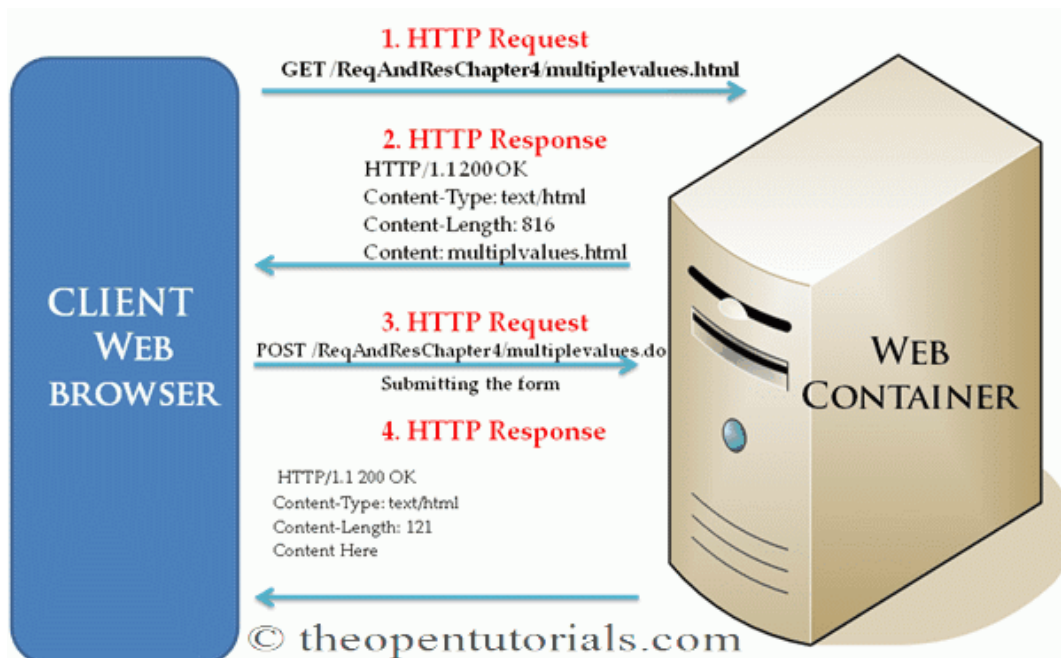 1. HTTP Request
GET /ReqAndResChapter4/multiplevalues.html
2. HTTP Response
HTTP/1.1 200 OK
Content-Type: text/html
Content-Length: 816
Content: multiplvalues.html
3. HTTP Request
POST /ReqAndResChapter4/multiplevalues.do
Submitting the form
4. HTTP Response
HTTP/1.1 200 OK
Content-Type: text/html
Content-Length: 121
Content Here
CLIENT
WEB
BROWSER
WEB
CONTAINER
© theopentutorials.com